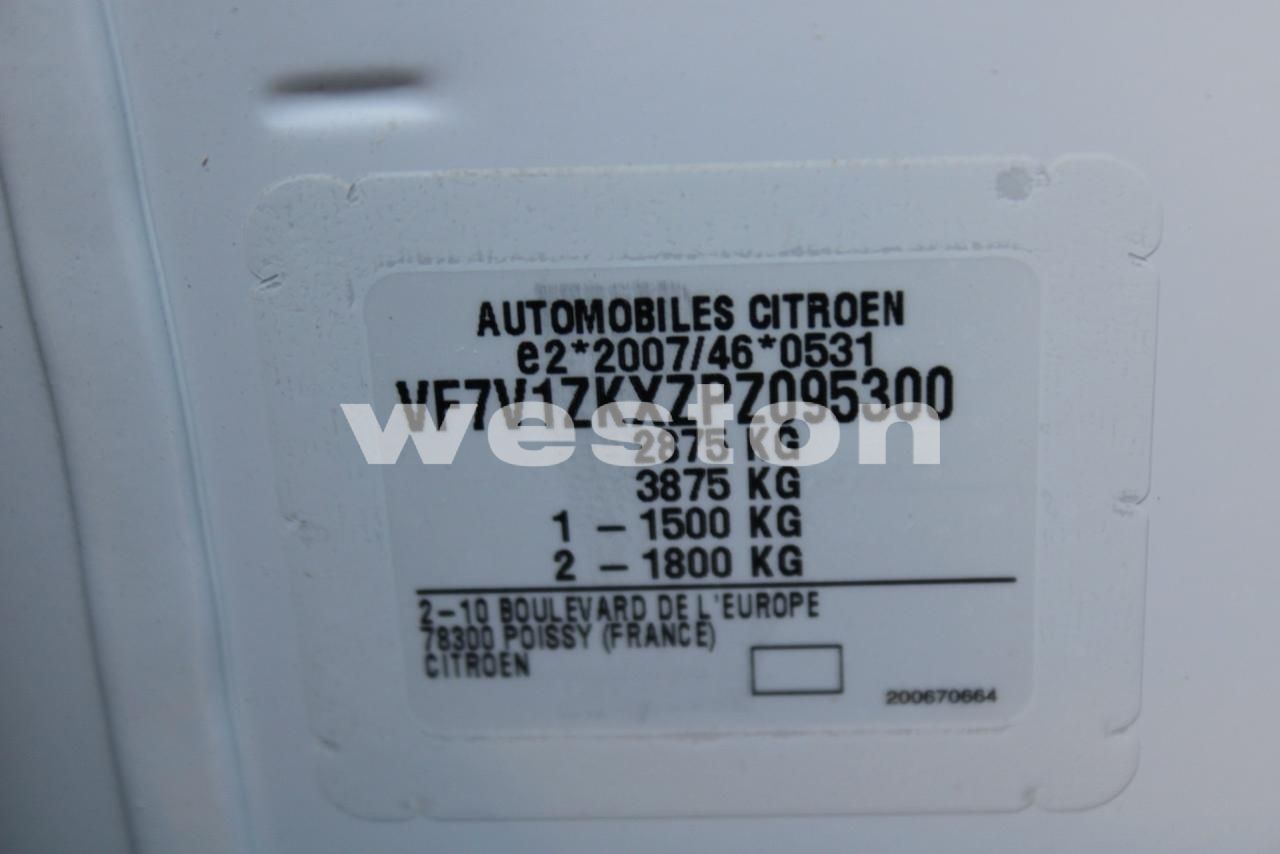 AUTOMOBILES CITROEN
e2*2007/46*0531
VF7V1ZKXZPZ095300
weston
2875 KG
3875 KG
1 - 1500 KG
2 - 1800 KG
2-10 BOULEVARD DE L'EUROPE
78300 POISSY (FRANCE)
CITROEN
200670664